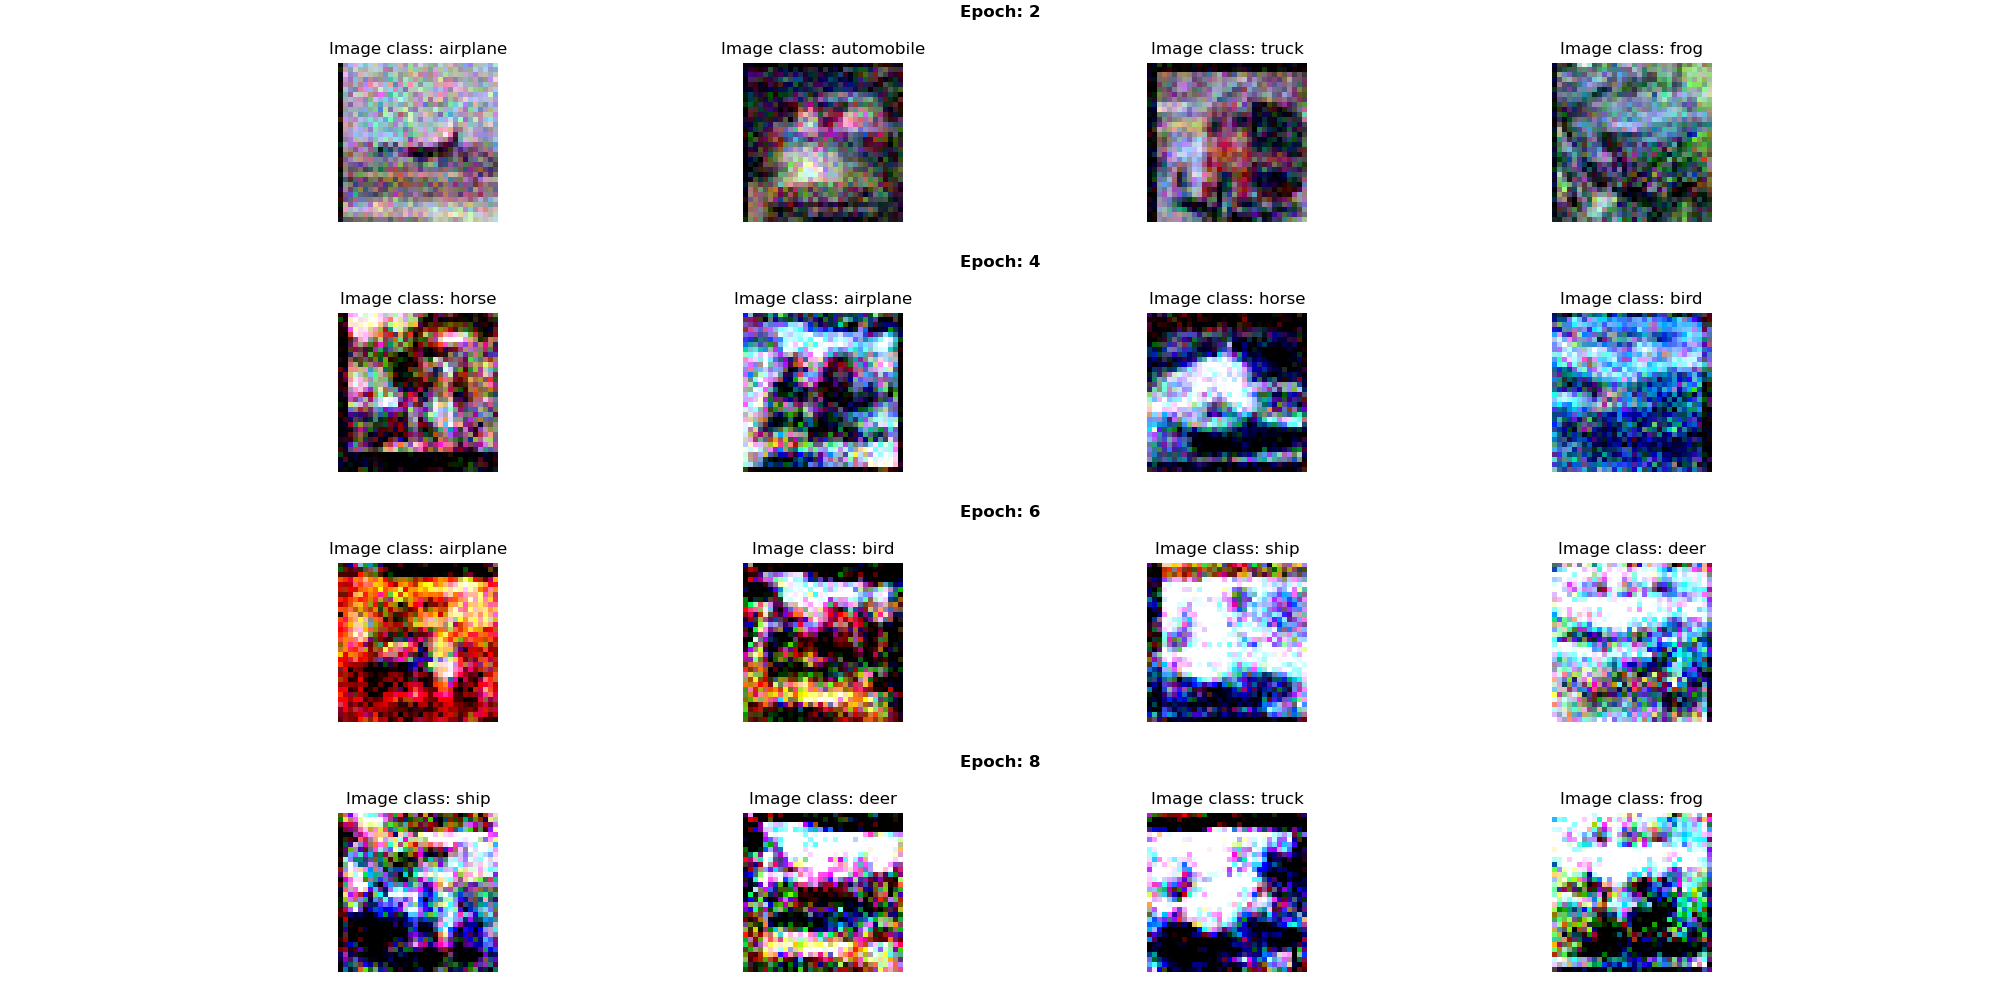 Epoch: 2
Image class: airplane
Image class: automobile
Image class: truck
Image class: frog
Epoch: 4
Image class: horse
Image class: airplane
Image class: horse
Image class: bird
Epoch: 6
Image class: airplane
Image class: bird
Image class: ship
Image class: deer
Epoch: 8
Image class: ship
Image class: deer
Image class: truck
Image class: frog